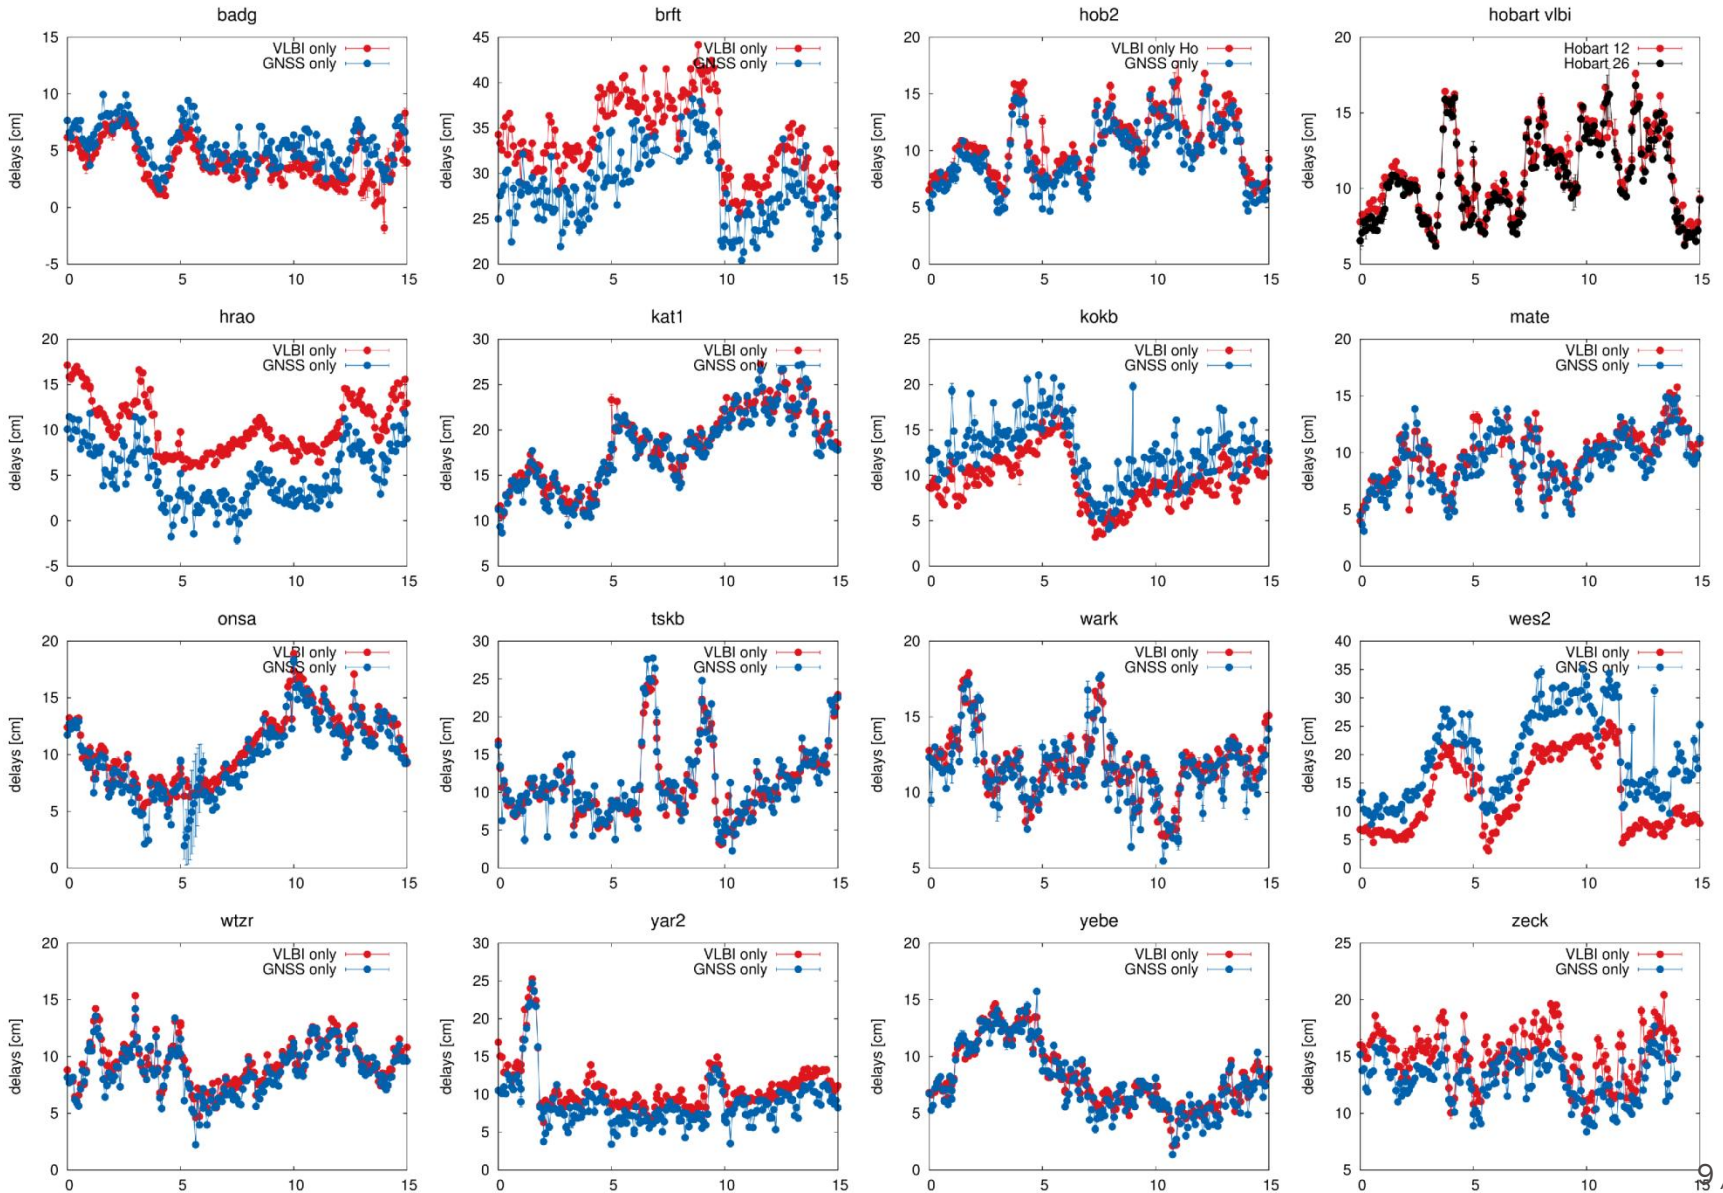 badg
15
10
5
0
-5
delays [cm]
VLBI only
GNSS only
0 5 10 15
brft
45
40
35
30
25
20
delays [cm]
VLBI only
GNSS only
0 5 10 15
hob2
20
15
10
5
0
delays [cm]
VLBI only Ho
GNSS only
0 5 10 15
hobart vlbi
20
15
10
5
delays [cm]
Hobart 12
Hobart 26
0 5 10 15
hrao
20
15
10
5
0
-5
delays [cm]
VLBI only
GNSS only
0 5 10 15
kat1
30
25
20
15
10
5
delays [cm]
VLBI only
GNSS only
0 5 10 15
kokb
25
20
15
10
5
0
delays [cm]
VLBI only
GNSS only
0 5 10 15
mate
20
15
10
5
0
delays [cm]
VLBI only
GNSS only
0 5 10 15
onsa
20
15
10
5
0
delays [cm]
VLBI only
GNSS only
0 5 10 15
tskb
30
25
20
15
10
5
0
delays [cm]
VLBI only
GNSS only
0 5 10 15
wark
20
15
10
5
delays [cm]
VLBI only
GNSS only
0 5 10 15
wes2
40
35
30
25
20
15
10
5
0
delays [cm]
VLBI only
GNSS only
0 5 10 15
wtzr
20
15
10
5
0
delays [cm]
VLBI only
GNSS only
0 5 10 15
yar2
30
25
20
15
10
5
0
delays [cm]
VLBI only
GNSS only
0 5 10 15
yebe
20
15
10
5
0
delays [cm]
VLBI only
GNSS only
0 5 10 15
zeck
25
20
15
10
5
delays [cm]
VLBI only
GNSS only
0 5 10 15
9